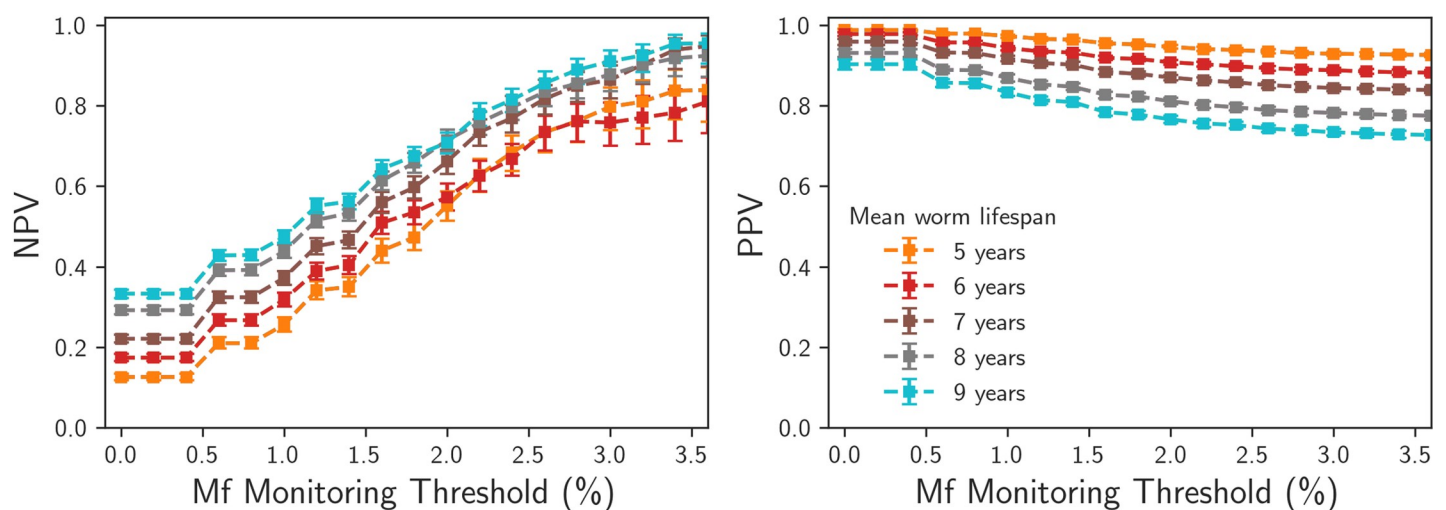 1.0
0.8
0.6
0.4
0.2
0.0
NPV
0.0 0.5 1.0 1.5 2.0 2.5 3.0 3.5
Mf Monitoring Threshold (%)
1.0
0.8
0.6
0.4
0.2
0.0
PPV
Mean worm lifespan
5 years
6 years
7 years
8 years
9 years
0.0 0.5 1.0 1.5 2.0 2.5 3.0 3.5
Mf Monitoring Threshold (%)